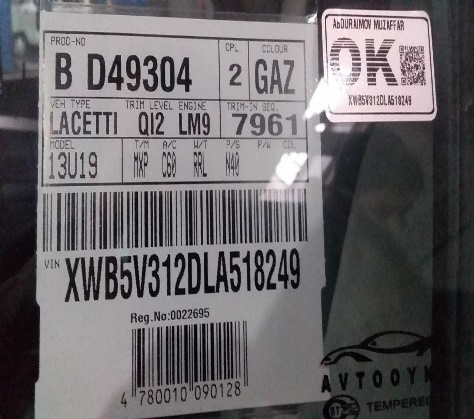 PROD-NO CPL COLOUR
B D49304 2 GAZ
VEH TYPE TRIM LEVEL ENGINE TRIM-IN SEQ.
LACETTI QI2 LM9 7961
MODEL T/M A/C W/T P/S P/W CDL
13U19 MXP C60 RRL N40
VIN XWB5V312DLA518249
Reg.No:0022695
4 780010 090128
AbDURAIMOV MUZAFFAR
OK
XWB5V312DLA518249
AVTOOYN
TEMPERED